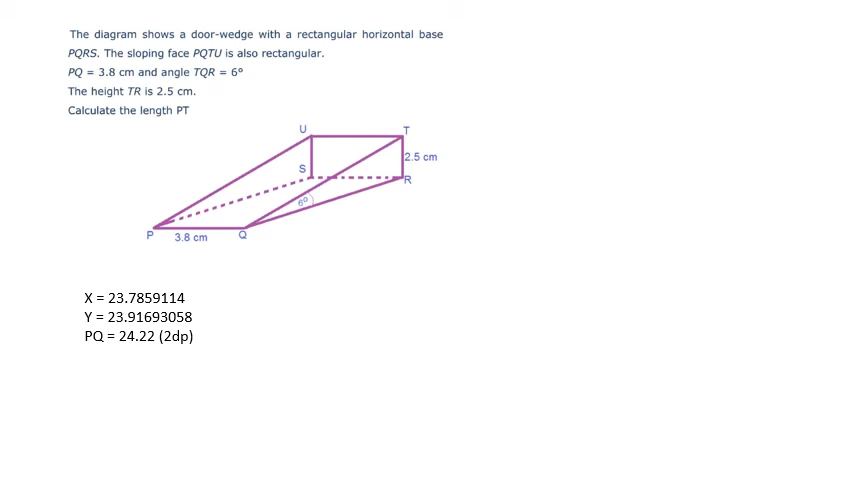 The diagram shows a door-wedge with a rectangular horizontal base
PQRS. The sloping face PQTU is also rectangular.
PQ = 3.8 cm and angle TQR = 6°
The height TR is 2.5 cm.
Calculate the length PT
U
T
2.5 cm
S
R
6°
P
3.8 cm
Q
X = 23.7859114
Y = 23.91693058
PQ = 24.22 (2dp)